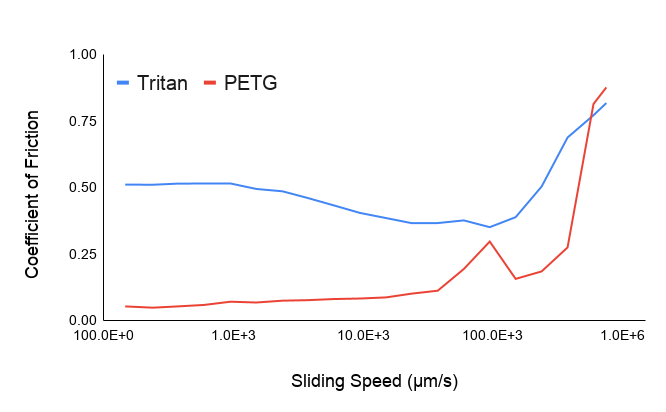 1.00
Tritan PETG
0.75
0.50
0.25
0.00
100.0E+0 1.0E+3 10.0E+3 100.0E+3 1.0E+6
Coefficient of Friction
Sliding Speed (µm/s)